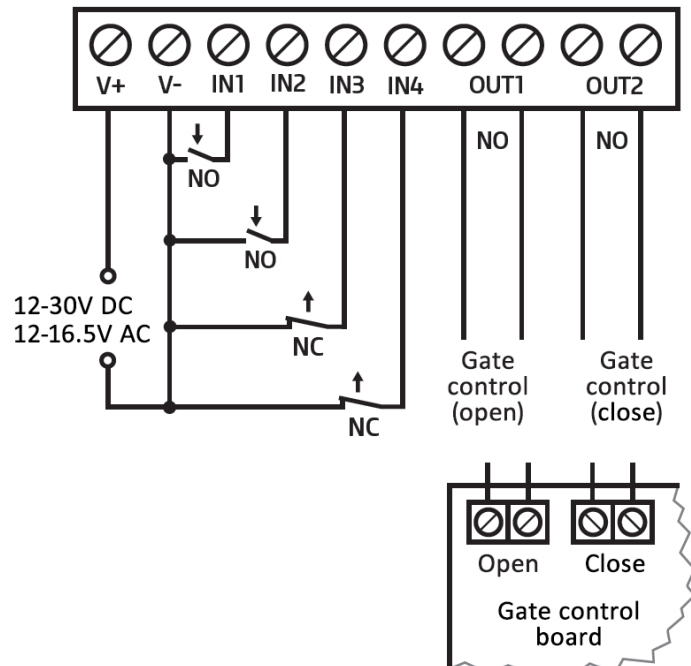 V+ V- IN1 IN2 IN3 IN4 OUT1 OUT2
NO NO
NO
NO
12-30V DC
12-16.5V AC
NC
NC
Gate
control
(open)
Gate
control
(close)
Open Close
Gate control
board